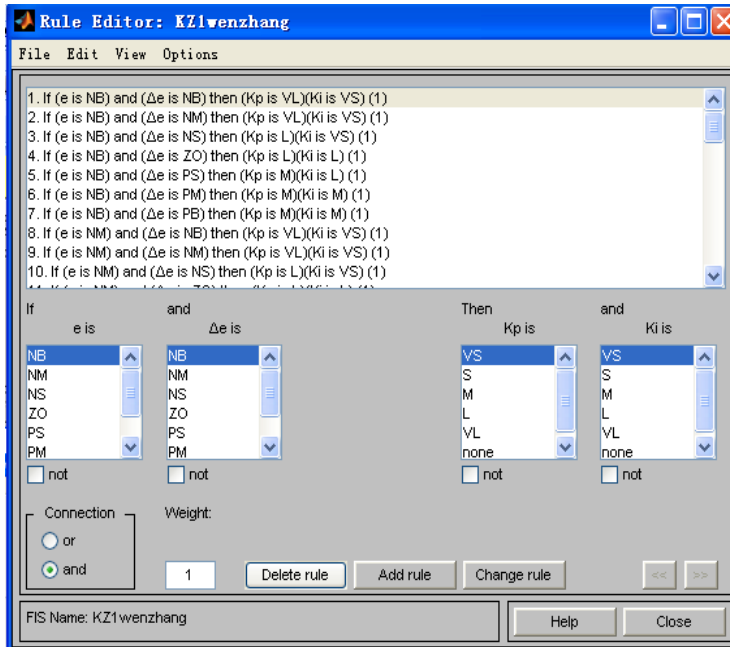 Rule Editor: KZ1wenzhang
File Edit View Options
1. If (e is NB) and (Δe is NB) then (Kp is VL)(Ki is VS) (1)
2. If (e is NB) and (Δe is NM) then (Kp is VL)(Ki is VS) (1)
3. If (e is NB) and (Δe is NS) then (Kp is L)(Ki is VS) (1)
4. If (e is NB) and (Δe is ZO) then (Kp is L)(Ki is L) (1)
5. If (e is NB) and (Δe is PS) then (Kp is M)(Ki is L) (1)
6. If (e is NB) and (Δe is PM) then (Kp is M)(Ki is M) (1)
7. If (e is NB) and (Δe is PB) then (Kp is M)(Ki is M) (1)
8. If (e is NM) and (Δe is NB) then (Kp is VL)(Ki is VS) (1)
9. If (e is NM) and (Δe is NM) then (Kp is VL)(Ki is VS) (1)
10. If (e is NM) and (Δe is NS) then (Kp is L)(Ki is VS) (1)
If and Then and
e is Δe is Kp is Ki is
NB NB VS VS
NM NM S S
NS NS M M
ZO ZO L L
PS PS VL VL
PM PM none none
not not not not
Connection Weight:
or
and 1 Delete rule Add rule Change rule << >>
FIS Name: KZ1wenzhang Help Close